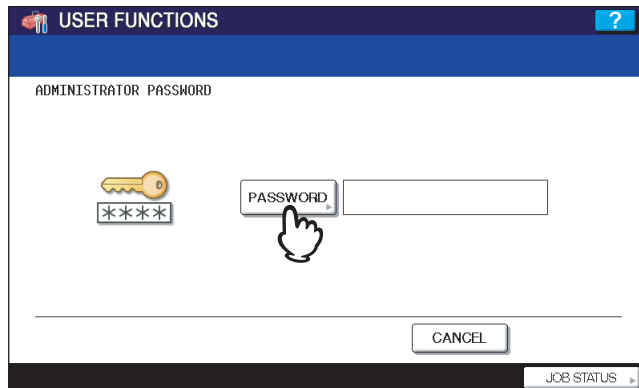 USER FUNCTIONS
?
ADMINISTRATOR PASSWORD
****
PASSWORD
CANCEL
JOB STATUS